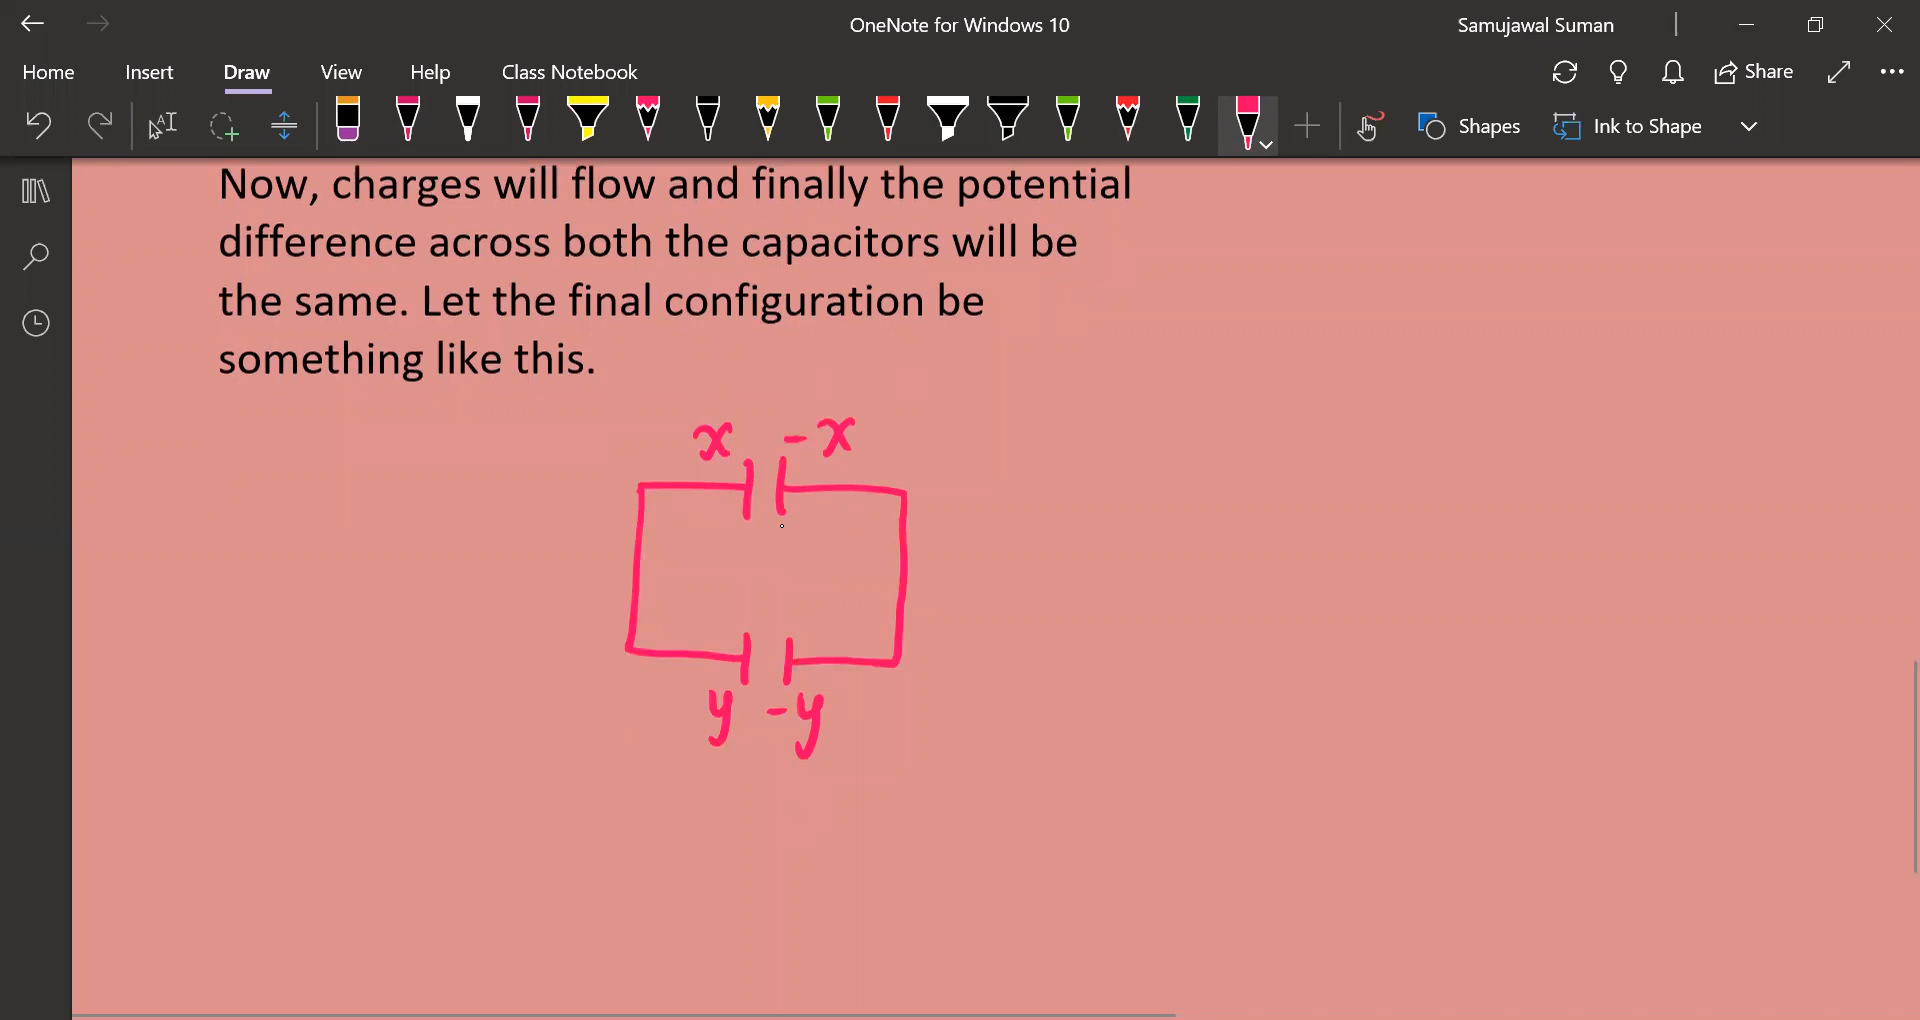 OneNote for Windows 10
Samujawal Suman
Home Insert Draw View Help Class Notebook
Share
Shapes Ink to Shape
Now, charges will flow and finally the potential
difference across both the capacitors will be
the same. Let the final configuration be
something like this.
x -x
y -y